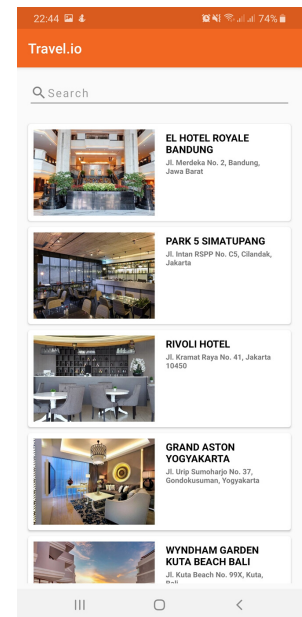 22:44 74%
Travel.io
Search
EL HOTEL ROYALE
BANDUNG
Jl. Merdeka No. 2, Bandung,
Jawa Barat
PARK 5 SIMATUPANG
Jl. Intan RSPP No. C5, Cilandak,
Jakarta
RIVOLI HOTEL
Jl. Kramat Raya No. 41, Jakarta
10450
GRAND ASTON
YOGYAKARTA
Jl. Urip Sumoharjo No. 37,
Gondokusuman, Yogyakarta
WYNDHAM GARDEN
KUTA BEACH BALI
Jl. Kuta Beach No. 99X, Kuta,